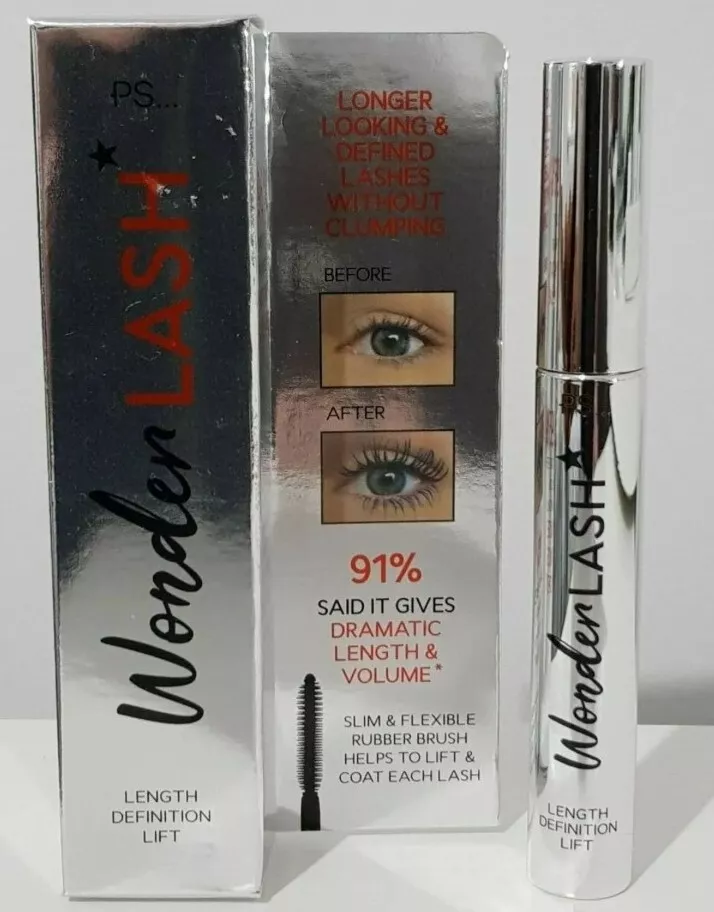 PS...
Wonder LASH
LENGTH
DEFINITION
LIFT
LONGER
LOOKING &
DEFINED
LASHES
WITHOUT
CLUMPING
BEFORE
AFTER
91%
SAID IT GIVES
DRAMATIC
LENGTH &
VOLUME*
SLIM & FLEXIBLE
RUBBER BRUSH
HELPS TO LIFT &
COAT EACH LASH
PS...
Wonder LASH
LENGTH
DEFINITION
LIFT